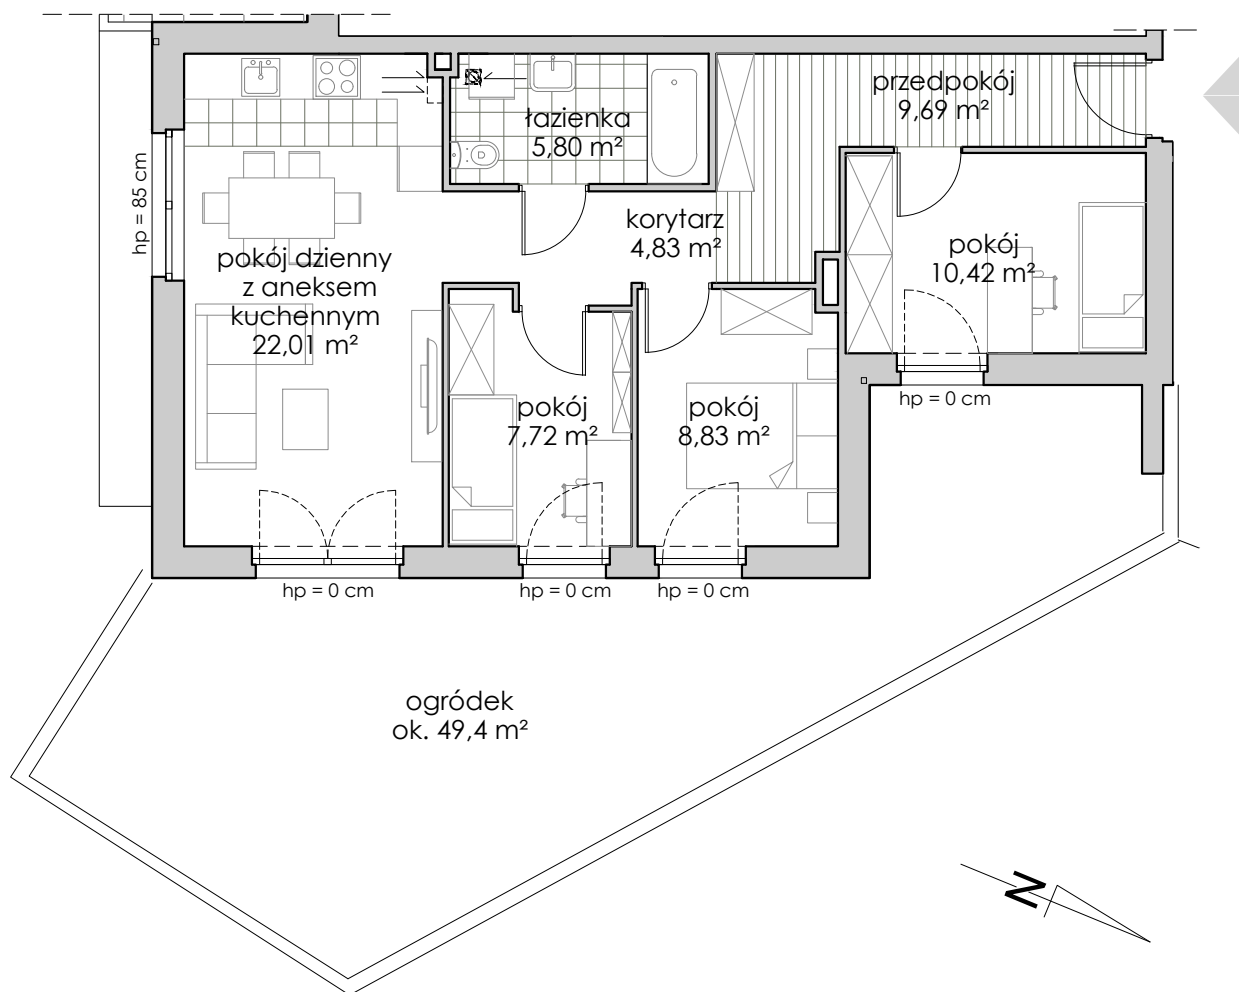 przedpokój
9,69 m²
łazienka
5,80 m²
hp = 85 cm
korytarz
4,83 m²
pokój
10,42 m²
pokój dzienny
z aneksem
kuchennym
22,01 m²
hp = 0 cm
pokój
7,72 m²
pokój
8,83 m²
hp = 0 cm
hp = 0 cm
hp = 0 cm
ogródek
ok. 49,4 m²
N